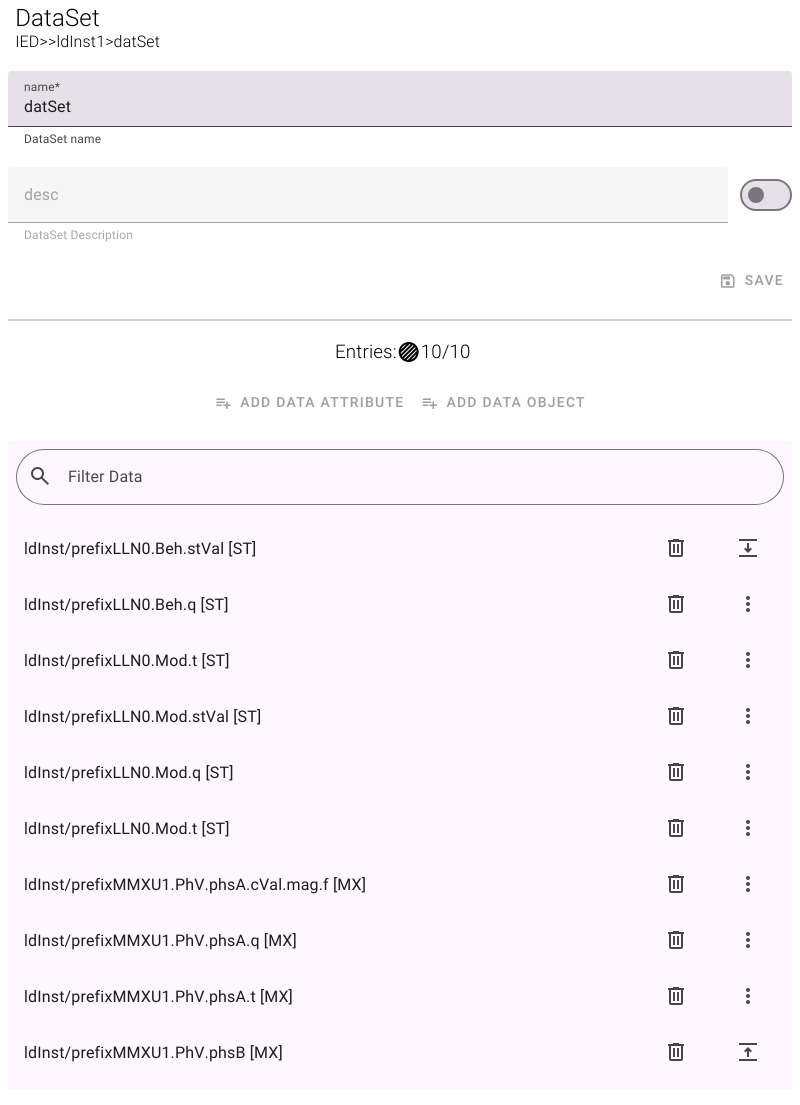 DataSet
IED>>ldInst1>datSet
name*
datSet
DataSet name
desc
DataSet Description
SAVE
Entries: 10/10
ADD DATA ATTRIBUTE ADD DATA OBJECT
Filter Data
ldInst/prefixLLN0.Beh.stVal [ST]
ldInst/prefixLLN0.Beh.q [ST]
ldInst/prefixLLN0.Mod.t [ST]
ldInst/prefixLLN0.Mod.stVal [ST]
ldInst/prefixLLN0.Mod.q [ST]
ldInst/prefixLLN0.Mod.t [ST]
ldInst/prefixMMXU1.PhV.phsA.cVal.mag.f [MX]
ldInst/prefixMMXU1.PhV.phsA.q [MX]
ldInst/prefixMMXU1.PhV.phsA.t [MX]
ldInst/prefixMMXU1.PhV.phsB [MX]